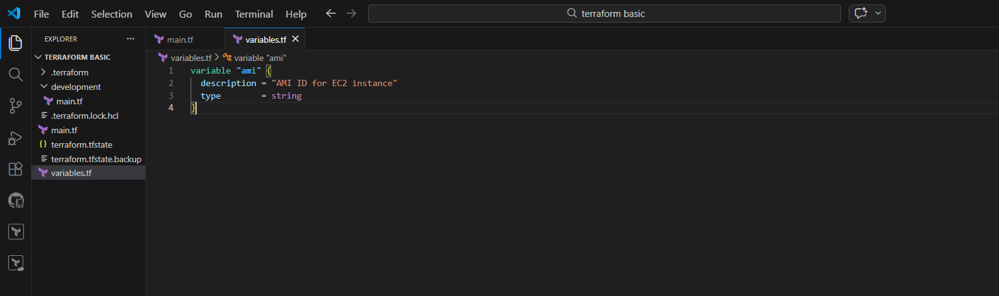 File Edit Selection View Go Run Terminal Help
terraform basic
EXPLORER
TERRAFORM BASIC
.terraform
development
main.tf
.terraform.lock.hcl
main.tf
{} terraform.tfstate
terraform.tfstate.backup
variables.tf
main.tf
variables.tf
variables.tf > variable "ami"
1 variable "ami" {
2   description = "AMI ID for EC2 instance"
3   type        = string
4 }